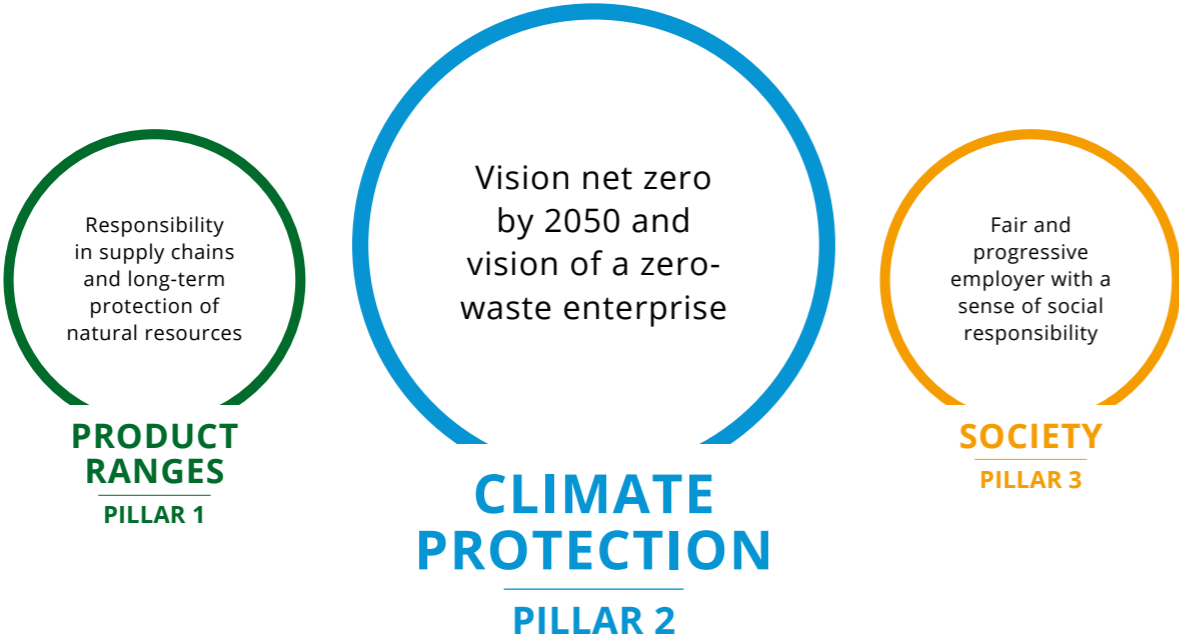 Responsibility
in supply chains
and long-term
protection of
natural resources
PRODUCT
RANGES
PILLAR 1
Vision net zero
by 2050 and
vision of a zero-
waste enterprise
CLIMATE
PROTECTION
PILLAR 2
Fair and
progressive
employer with a
sense of social
responsibility
SOCIETY
PILLAR 3